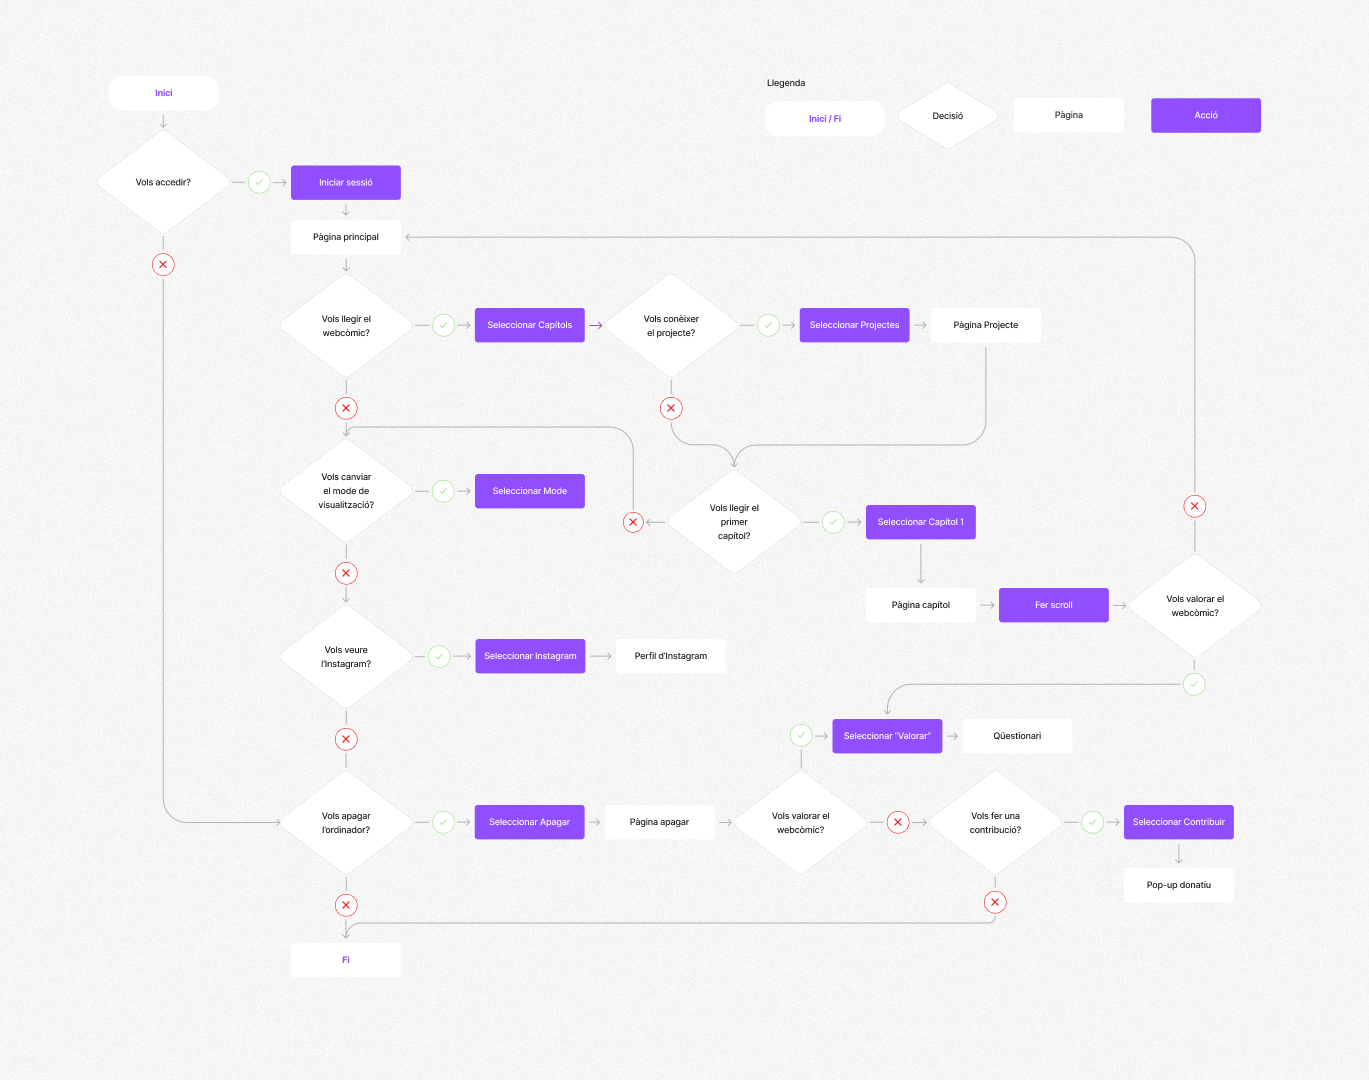 Llegenda
Inici
Inici / Fi
Decisió
Pàgina
Acció
Vols accedir?
Iniciar sessió
Pàgina principal
Vols llegir el
webcòmic?
Seleccionar Capítols
Vols conèixer
el projecte?
Seleccionar Projectes
Pàgina Projecte
Vols canviar
el mode de
visualització?
Seleccionar Mode
Vols llegir el
primer
capítol?
Seleccionar Capítol 1
Pàgina capítol
Fer scroll
Vols valorar el
webcòmic?
Vols veure
l'Instagram?
Seleccionar Instagram
Perfil d'Instagram
Seleccionar "Valorar"
Qüestionari
Vols apagar
l'ordinador?
Seleccionar Apagar
Pàgina apagar
Vols valorar el
webcòmic?
Vols fer una
contribució?
Seleccionar Contribuir
Pop-up donatiu
Fi